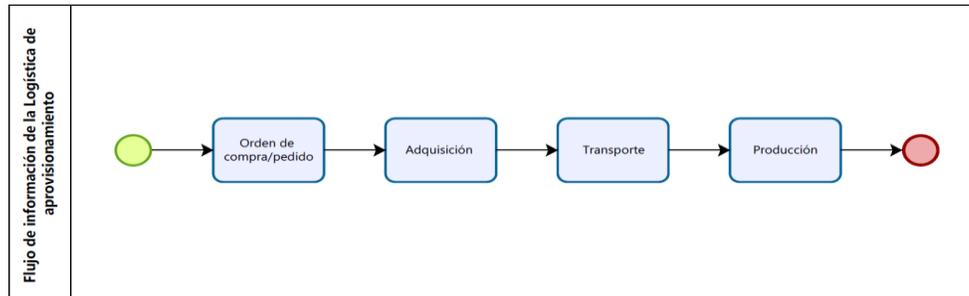 Flujo de información de la Logística de
aprovisionamiento
Orden de
compra/pedido
Adquisición
Transporte
Producción